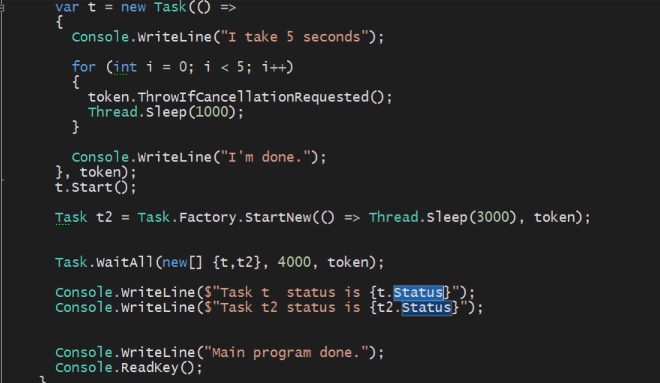 var t = new Task(() =>
{
Console.WriteLine("I take 5 seconds");
for (int i = 0; i < 5; i++)
{
token.ThrowIfCancellationRequested();
Thread.Sleep(1000);
}
Console.WriteLine("I'm done.");
}, token);
t.Start();
Task t2 = Task.Factory.StartNew(() => Thread.Sleep(3000), token);
Task.WaitAll(new[] {t,t2}, 4000, token);
Console.WriteLine($"Task t  status is {t.Status}");
Console.WriteLine($"Task t2 status is {t2.Status}");
Console.WriteLine("Main program done.");
Console.ReadKey();
}